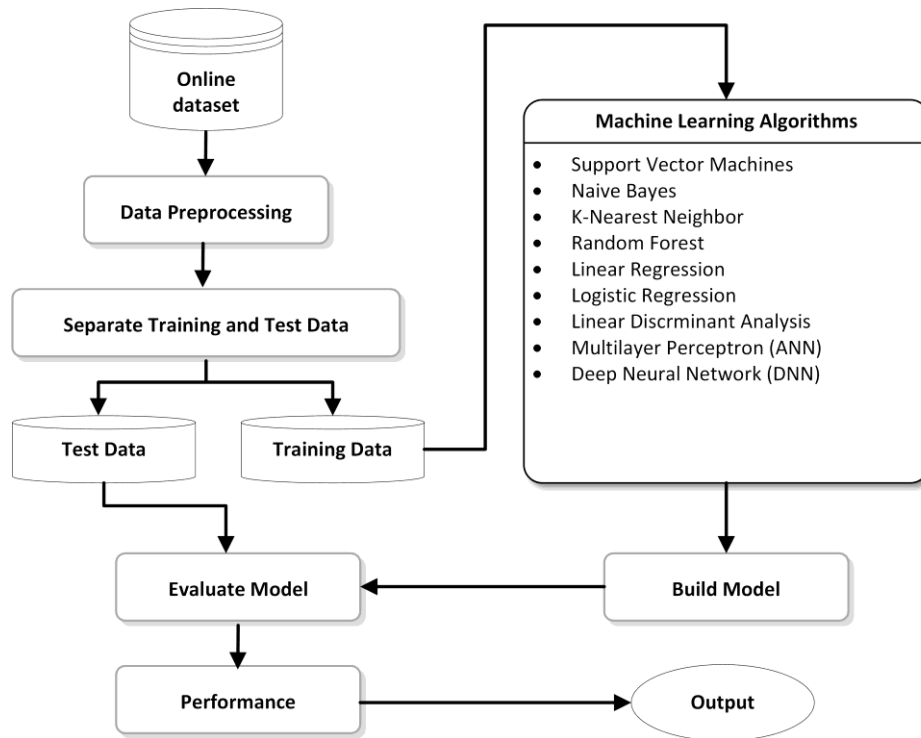 Online
dataset
Data Preprocessing
Separate Training and Test Data
Test Data
Training Data
Machine Learning Algorithms
• Support Vector Machines
• Naive Bayes
• K-Nearest Neighbor
• Random Forest
• Linear Regression
• Logistic Regression
• Linear Discrminant Analysis
• Multilayer Perceptron (ANN)
• Deep Neural Network (DNN)
Evaluate Model
Build Model
Performance
Output